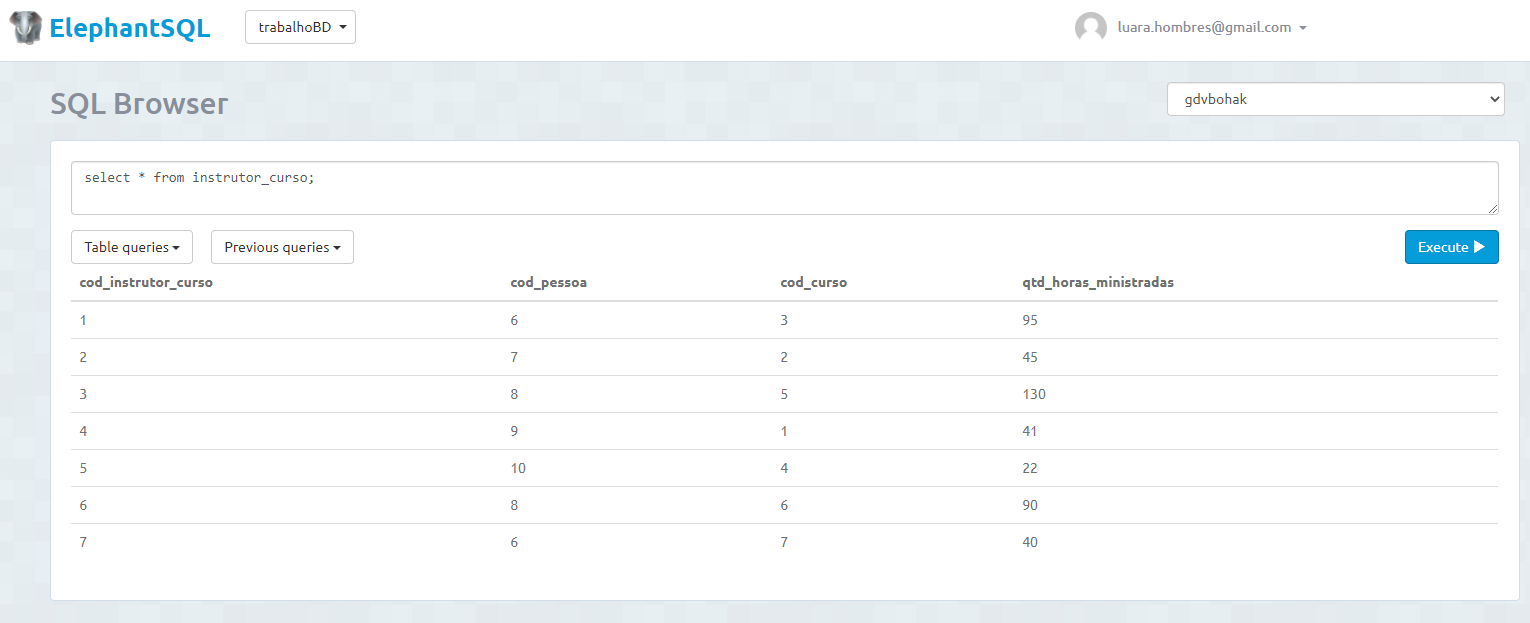 ElephantSQL trabalhoBD luara.hombres@gmail.com
SQL Browser gdvbohak
select * from instrutor_curso;
Table queries Previous queries Execute
cod_instrutor_curso cod_pessoa cod_curso qtd_horas_ministradas
1 6 3 95
2 7 2 45
3 8 5 130
4 9 1 41
5 10 4 22
6 8 6 90
7 6 7 40